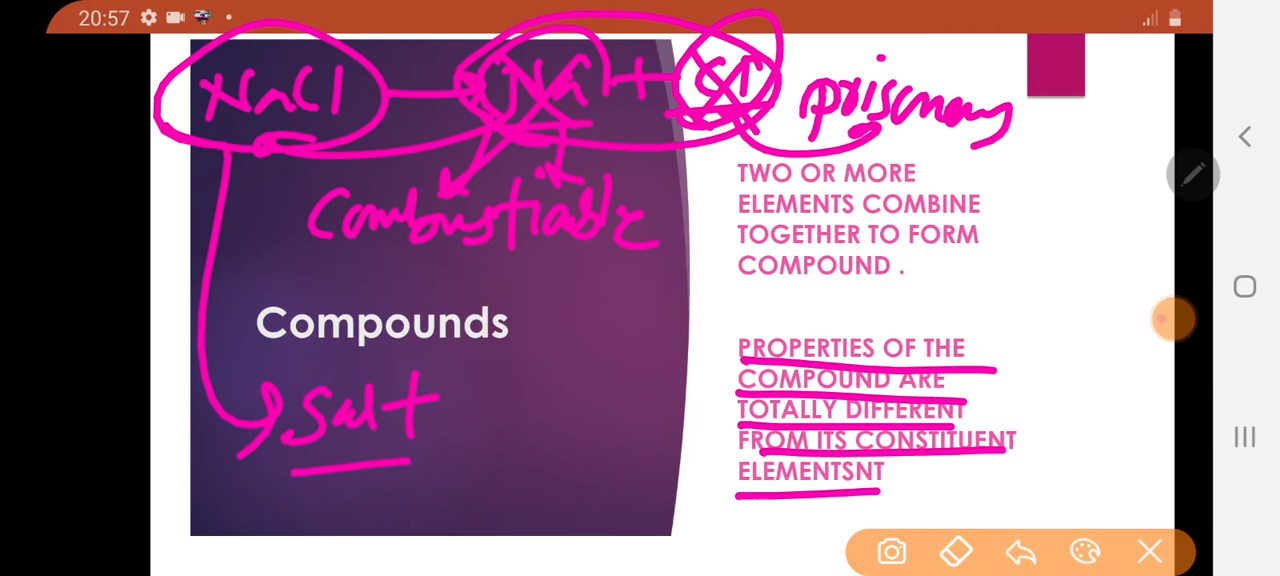 20:57
NaCl Na + Cl
prisonery
Combustiable
TWO OR MORE
ELEMENTS COMBINE
TOGETHER TO FORM
COMPOUND .
Compounds
PROPERTIES OF THE
COMPOUND ARE
TOTALLY DIFFERENT
FROM ITS CONSTITUENT
ELEMENTSNT
Salt